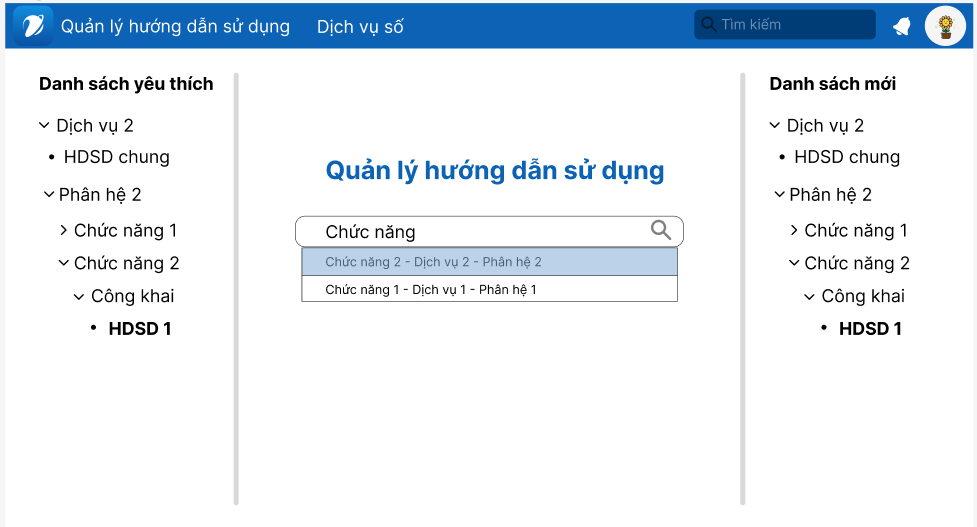 Quản lý hướng dẫn sử dụng
Dịch vụ số
Tìm kiếm
Danh sách yêu thích
Dịch vụ 2
HDSD chung
Phân hệ 2
Chức năng 1
Chức năng 2
Công khai
HDSD 1
Quản lý hướng dẫn sử dụng
Chức năng
Chức năng 2 - Dịch vụ 2 - Phân hệ 2
Chức năng 1 - Dịch vụ 1 - Phân hệ 1
Danh sách mới
Dịch vụ 2
HDSD chung
Phân hệ 2
Chức năng 1
Chức năng 2
Công khai
HDSD 1